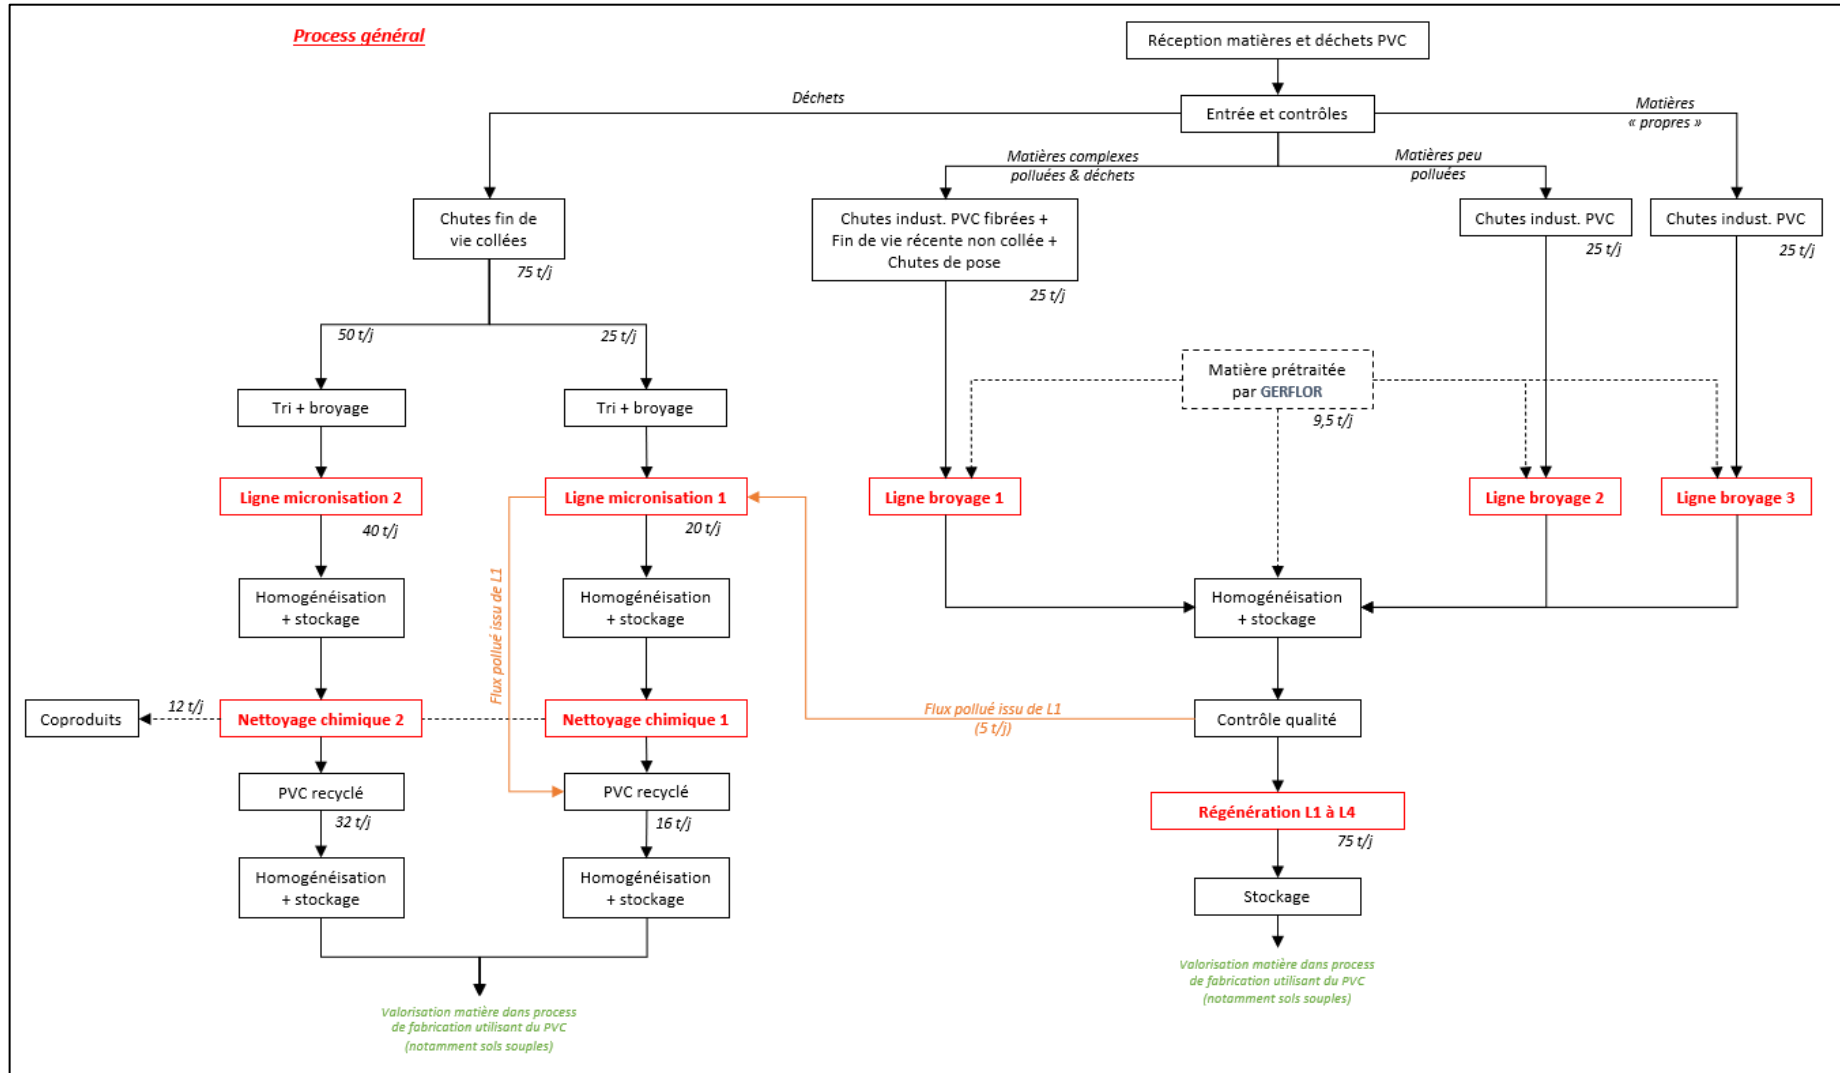 Process général
Réception matières et déchets PVC
Déchets
Entrée et contrôles
Matières
« propres »
Matières complexes
polluées & déchets
Matières peu
polluées
Chutes fin de
vie collées
75 t/j
Chutes indust. PVC fibrées +
Fin de vie récente non collée +
Chutes de pose
25 t/j
Chutes indust. PVC
25 t/j
Chutes indust. PVC
25 t/j
50 t/j
25 t/j
Matière prétraitée
par GERFLOR
9,5 t/j
Tri + broyage
Tri + broyage
Ligne micronisation 2
40 t/j
Ligne micronisation 1
20 t/j
Ligne broyage 1
Ligne broyage 2
Ligne broyage 3
Flux pollué issu de L1
Homogénéisation
+ stockage
Homogénéisation
+ stockage
Homogénéisation
+ stockage
Coproduits
12 t/j
Nettoyage chimique 2
Nettoyage chimique 1
Flux pollué issu de L1
(5 t/j)
Contrôle qualité
PVC recyclé
32 t/j
PVC recyclé
16 t/j
Régénération L1 à L4
75 t/j
Homogénéisation
+ stockage
Homogénéisation
+ stockage
Stockage
Valorisation matière dans process
de fabrication utilisant du PVC
(notamment sols souples)
Valorisation matière dans process
de fabrication utilisant du PVC
(notamment sols souples)